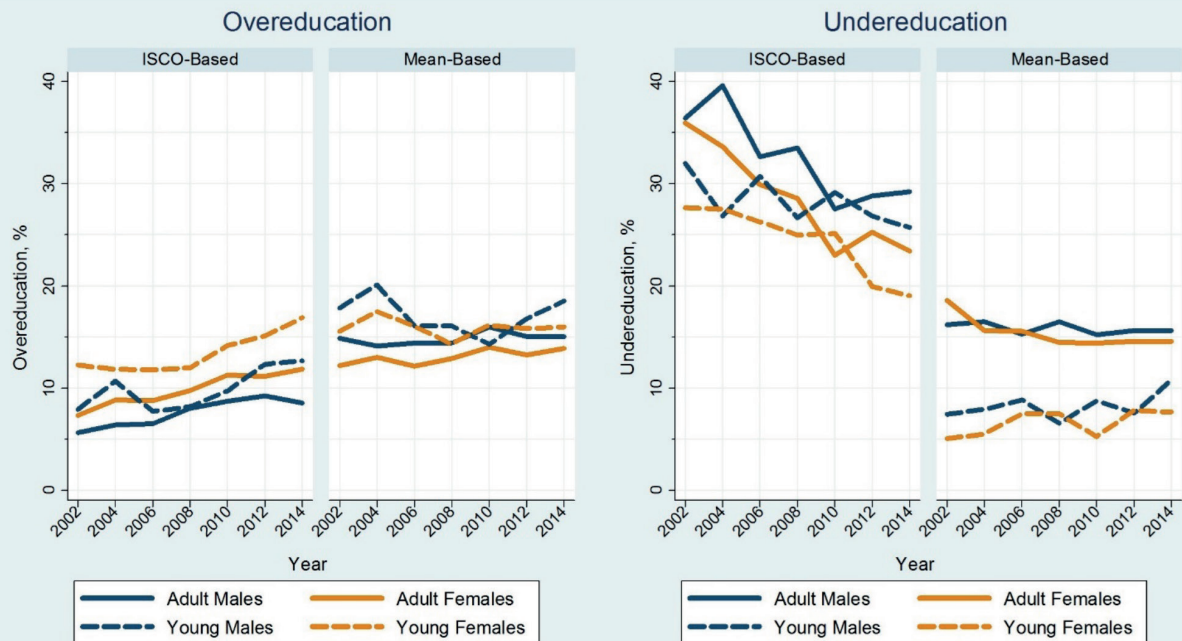 Overeducation
ISCO-Based
Mean-Based
Overeducation, %
40
30
20
10
0
2002 2004 2006 2008 2010 2012 2014
2002 2004 2006 2008 2010 2012 2014
Year
Adult Males
Adult Females
Young Males
Young Females
Undereducation
ISCO-Based
Mean-Based
Undereducation, %
40
30
20
10
0
2002 2004 2006 2008 2010 2012 2014
2002 2004 2006 2008 2010 2012 2014
Year
Adult Males
Adult Females
Young Males
Young Females